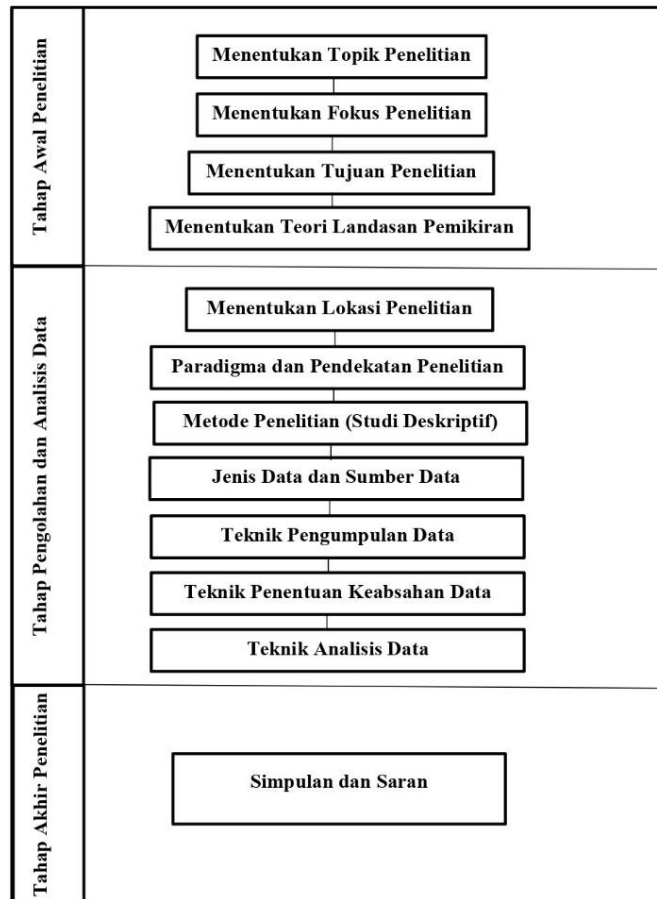 Tahap Awal Penelitian
Menentukan Topik Penelitian
Menentukan Fokus Penelitian
Menentukan Tujuan Penelitian
Menentukan Teori Landasan Pemikiran
Tahap Pengolahan dan Analisis Data
Menentukan Lokasi Penelitian
Paradigma dan Pendekatan Penelitian
Metode Penelitian (Studi Deskriptif)
Jenis Data dan Sumber Data
Teknik Pengumpulan Data
Teknik Penentuan Keabsahan Data
Teknik Analisis Data
Tahap Akhir Penelitian
Simpulan dan Saran